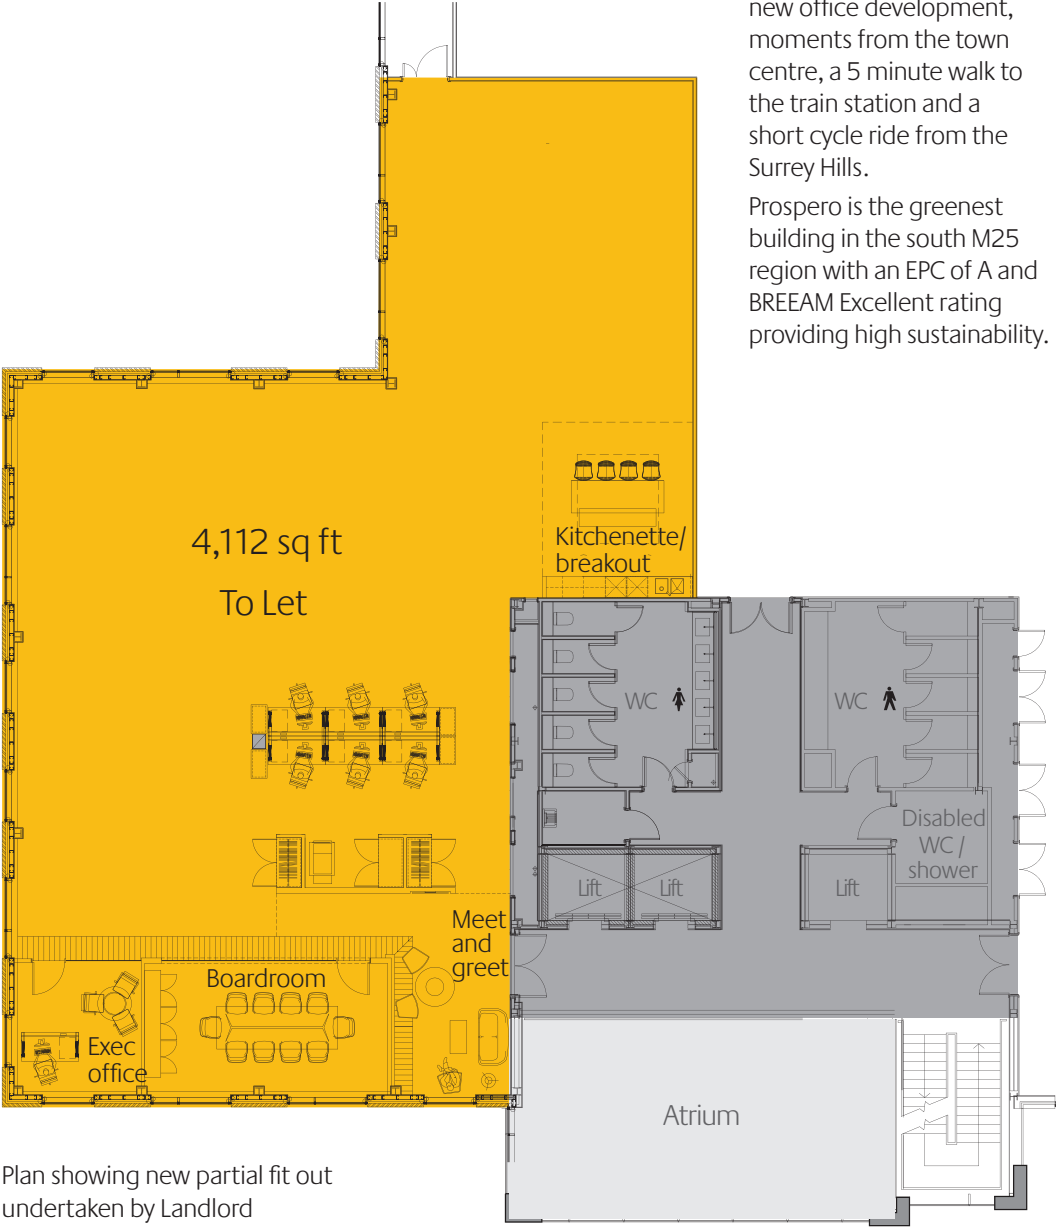 new office development,
moments from the town
centre, a 5 minute walk to
the train station and a
short cycle ride from the
Surrey Hills.
Prospero is the greenest
building in the south M25
region with an EPC of A and
BREEAM Excellent rating
providing high sustainability.
4,112 sq ft
To Let
Kitchenette/
breakout
WC
WC
Disabled
WC /
shower
Lift
Lift
Lift
Meet
and
greet
Boardroom
Exec
office
Atrium
Plan showing new partial fit out
undertaken by Landlord